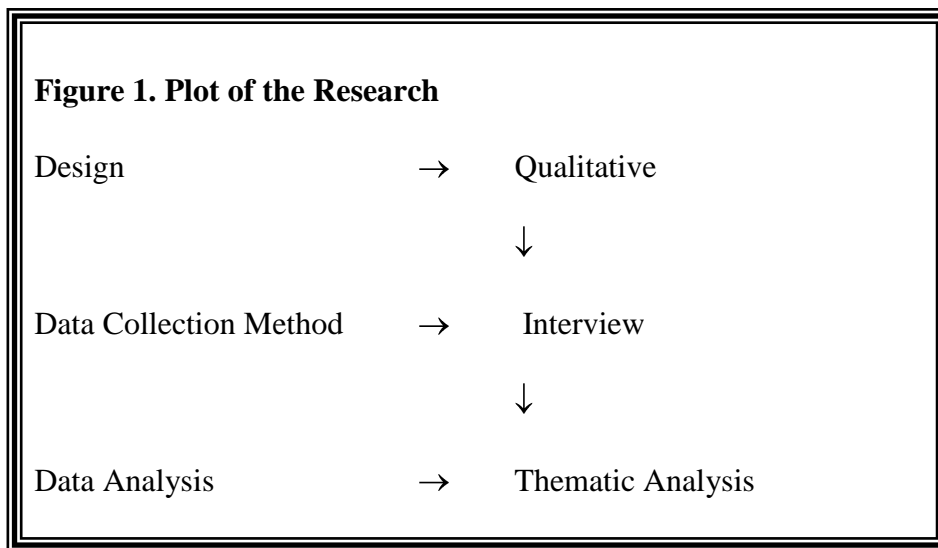 Figure 1. Plot of the Research
Design → Qualitative
↓
Data Collection Method → Interview
↓
Data Analysis → Thematic Analysis